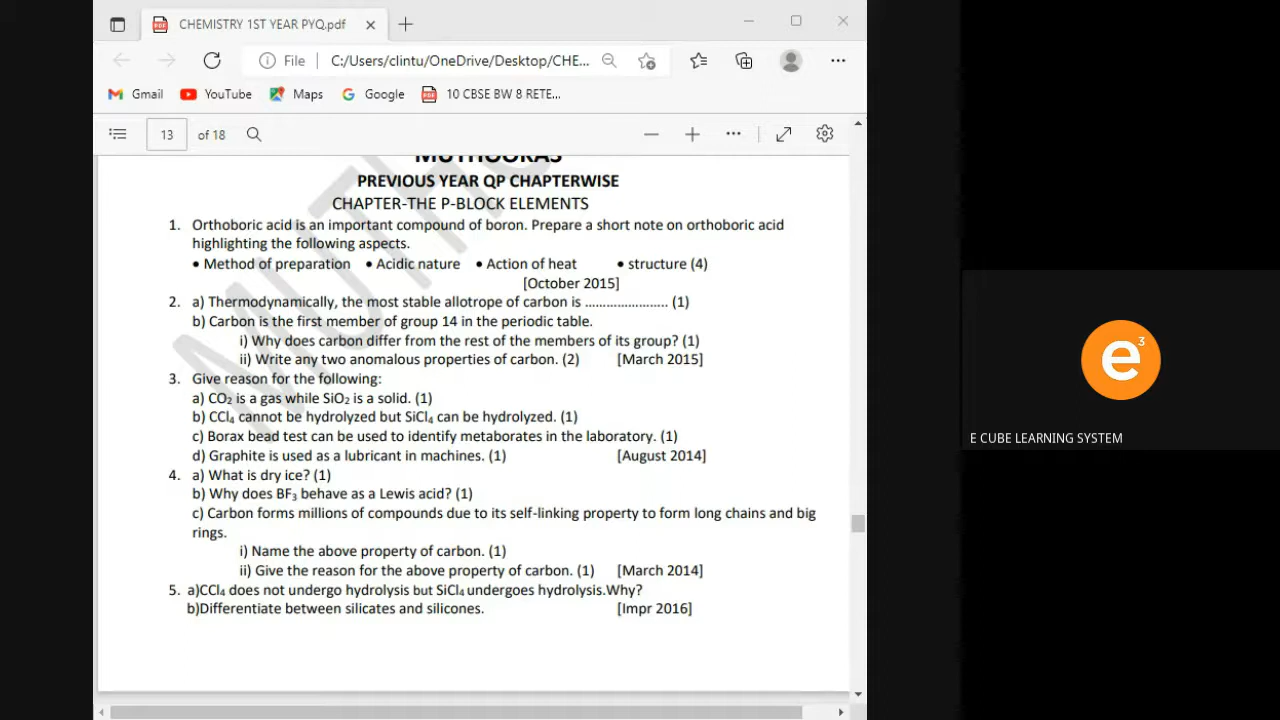 CHEMISTRY 1ST YEAR PYQ.pdf
File C:/Users/clintu/OneDrive/Desktop/CHE...
Gmail YouTube Maps Google 10 CBSE BW 8 RETE...
13 of 18
MUTHOOKAS
PREVIOUS YEAR QP CHAPTERWISE
CHAPTER-THE P-BLOCK ELEMENTS
1. Orthoboric acid is an important compound of boron. Prepare a short note on orthoboric acid
highlighting the following aspects.
• Method of preparation • Acidic nature • Action of heat • structure (4)
[October 2015]
2. a) Thermodynamically, the most stable allotrope of carbon is ………………….. (1)
b) Carbon is the first member of group 14 in the periodic table.
i) Why does carbon differ from the rest of the members of its group? (1)
ii) Write any two anomalous properties of carbon. (2) [March 2015]
3. Give reason for the following:
a) CO₂ is a gas while SiO₂ is a solid. (1)
b) CCl₄ cannot be hydrolyzed but SiCl₄ can be hydrolyzed. (1)
c) Borax bead test can be used to identify metaborates in the laboratory. (1)
d) Graphite is used as a lubricant in machines. (1) [August 2014]
4. a) What is dry ice? (1)
b) Why does BF₃ behave as a Lewis acid? (1)
c) Carbon forms millions of compounds due to its self-linking property to form long chains and big
rings.
i) Name the above property of carbon. (1)
ii) Give the reason for the above property of carbon. (1) [March 2014]
5. a)CCl₄ does not undergo hydrolysis but SiCl₄ undergoes hydrolysis.Why?
b)Differentiate between silicates and silicones. [Impr 2016]
e³
E CUBE LEARNING SYSTEM